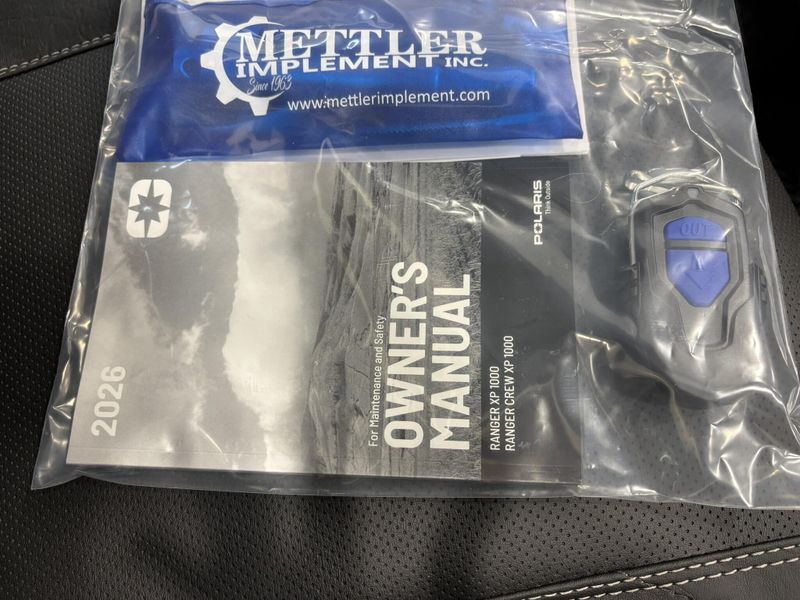 METTLER
IMPLEMENT INC.
Since 1963
www.mettlerimplement.com
POLARIS
Think Outside
2026
For Maintenance and Safety
OWNER'S
MANUAL
RANGER XP 1000
RANGER CREW XP 1000
OUT
IN